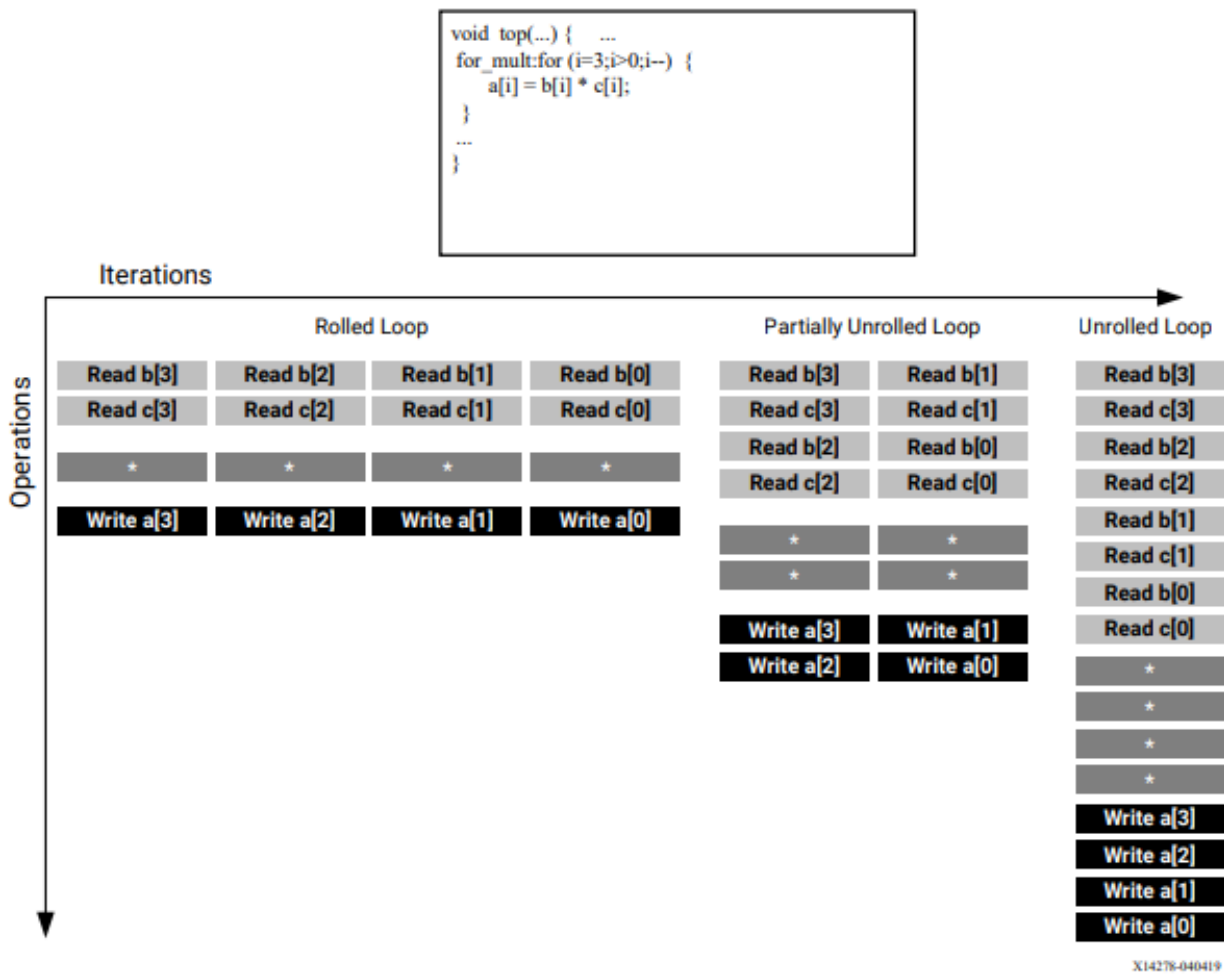 void top(...) { ...
for_mult:for (i=3;i>0;i--) {
a[i] = b[i] * c[i];
}
...
}
Iterations
Operations
Rolled Loop
Partially Unrolled Loop
Unrolled Loop
Read b[3] Read b[2] Read b[1] Read b[0] Read b[3] Read b[1] Read b[3]
Read c[3] Read c[2] Read c[1] Read c[0] Read c[3] Read c[1] Read c[3]
Read b[2] Read b[0] Read b[2]
* * * *
Read c[2] Read c[0] Read c[2]
Write a[3] Write a[2] Write a[1] Write a[0] Read b[1]
* * Read c[1]
* * Read b[0]
Write a[3] Write a[1] Read c[0]
Write a[2] Write a[0] *
*
*
*
Write a[3]
Write a[2]
Write a[1]
Write a[0]
X14278-040419